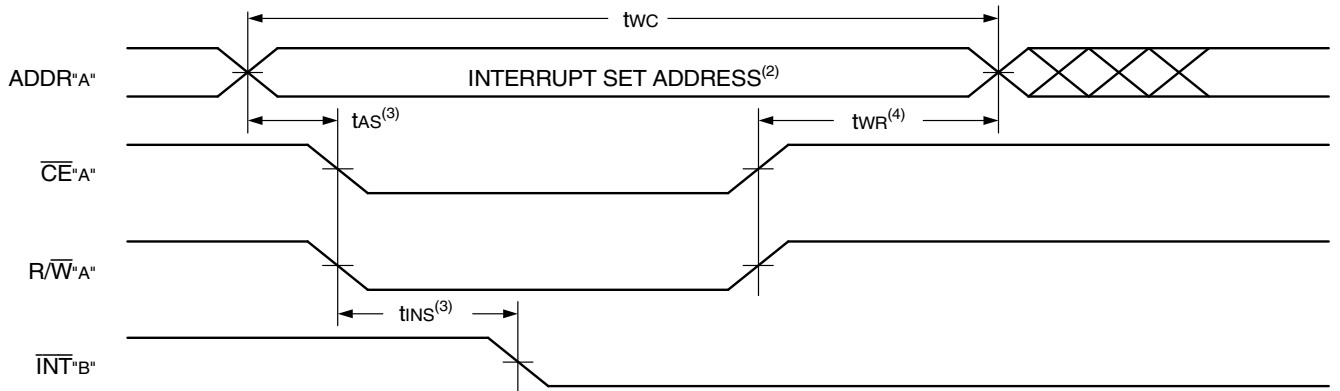 tWC
ADDR"A"
INTERRUPT SET ADDRESS(2)
tAS(3)
tWR(4)
CE"A"
R/W"A"
tINS(3)
INT"B"